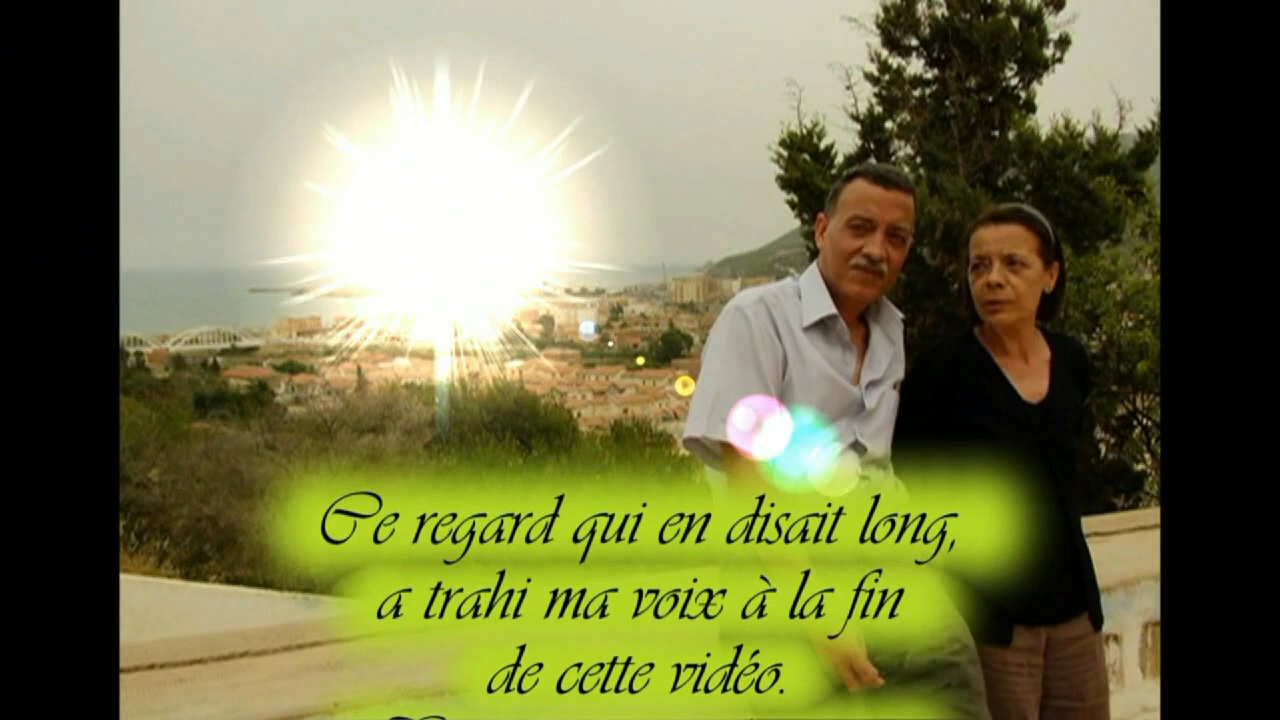 Ce regard qui en disait long,
a trahi ma voix à la fin
de cette vidéo.